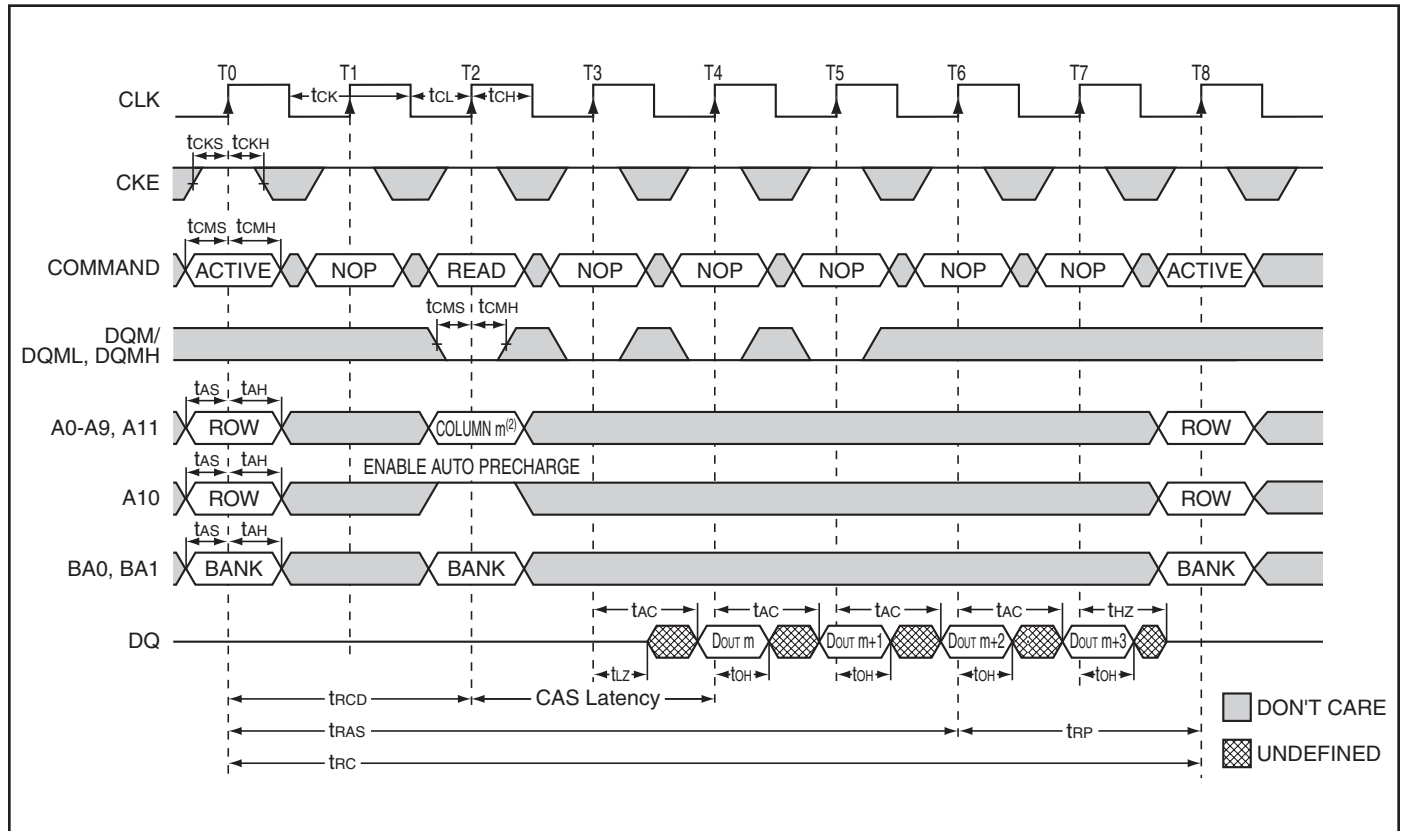 T0 T1 T2 T3 T4 T5 T6 T7 T8
CLK tCK tCL tCH
tCKS tCKH
CKE
tCMS tCMH
COMMAND ACTIVE NOP READ NOP NOP NOP NOP NOP ACTIVE
tCMS tCMH
DQM/
DQML, DQMH
tAS tAH
A0-A9, A11 ROW COLUMN m(2) ROW
tAS tAH ENABLE AUTO PRECHARGE
A10 ROW ROW
tAS tAH
BA0, BA1 BANK BANK BANK
tAC tAC tAC tAC tHZ
DQ DOUT m DOUT m+1 DOUT m+2 DOUT m+3
tLZ tOH tOH tOH tOH
tRCD CAS Latency
DON'T CARE
tRAS tRP
UNDEFINED
tRC